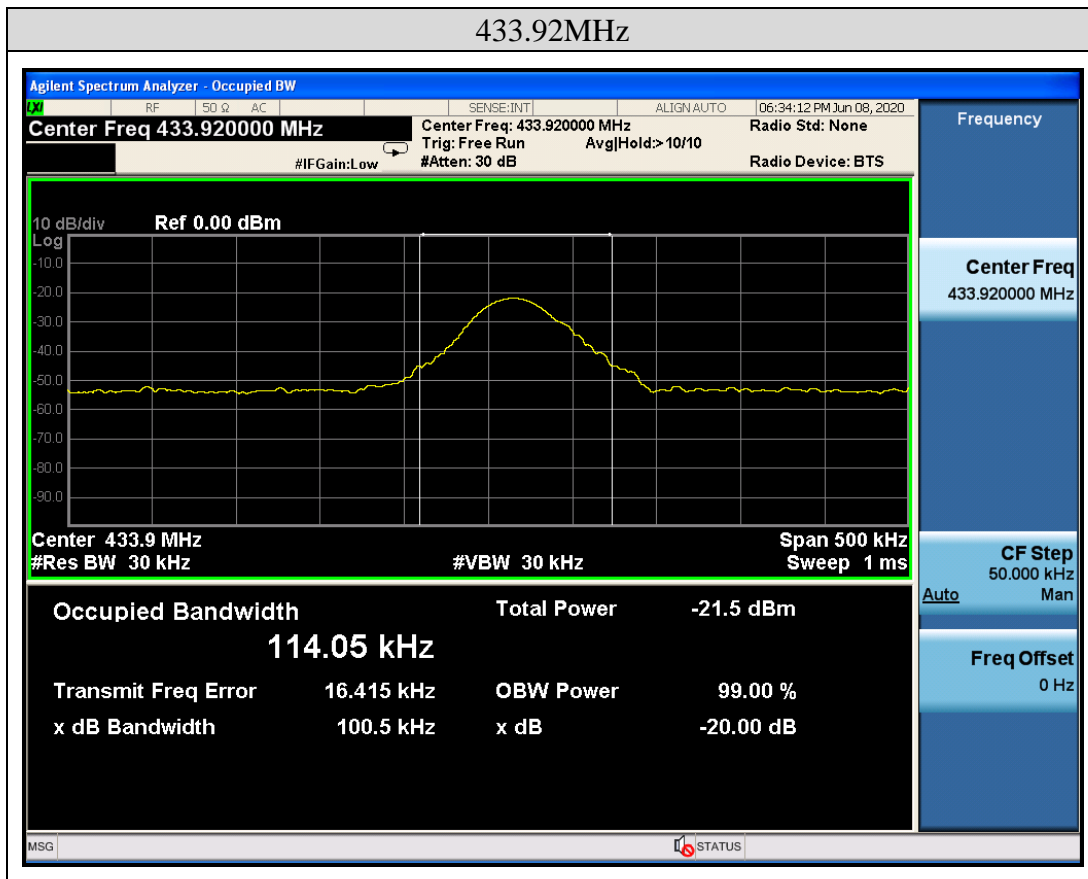 433.92MHz
Agilent Spectrum Analyzer - Occupied BW
LXI RF 50 Ω AC SENSE:INT ALIGN AUTO 06:34:12 PM Jun 08, 2020
Center Freq 433.920000 MHz Center Freq: 433.920000 MHz Radio Std: None
Trig: Free Run Avg|Hold:>10/10
#IFGain:Low #Atten: 30 dB Radio Device: BTS
10 dB/div Ref 0.00 dBm
Log
-10.0
-20.0
-30.0
-40.0
-50.0
-60.0
-70.0
-80.0
-90.0
Center 433.9 MHz Span 500 kHz
#Res BW 30 kHz #VBW 30 kHz Sweep 1 ms
Occupied Bandwidth Total Power -21.5 dBm
114.05 kHz
Transmit Freq Error 16.415 kHz OBW Power 99.00 %
x dB Bandwidth 100.5 kHz x dB -20.00 dB
Frequency
Center Freq
433.920000 MHz
CF Step
50.000 kHz
Auto Man
Freq Offset
0 Hz
MSG STATUS